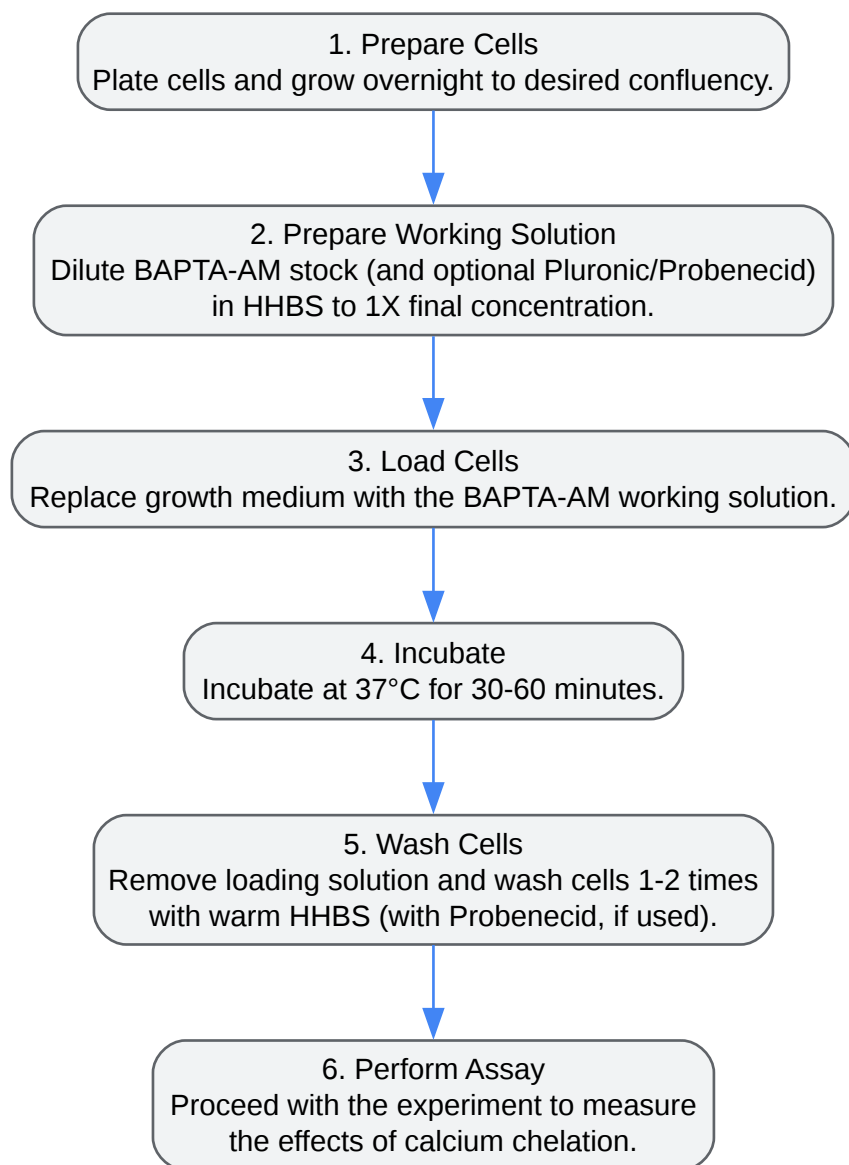 1. Prepare Cells
Plate cells and grow overnight to desired confluency.
2. Prepare Working Solution
Dilute BAPTA-AM stock (and optional Pluronic/Probenecid)
in HHBS to 1X final concentration.
3. Load Cells
Replace growth medium with the BAPTA-AM working solution.
4. Incubate
Incubate at 37°C for 30-60 minutes.
5. Wash Cells
Remove loading solution and wash cells 1-2 times
with warm HHBS (with Probenecid, if used).
6. Perform Assay
Proceed with the experiment to measure
the effects of calcium chelation.